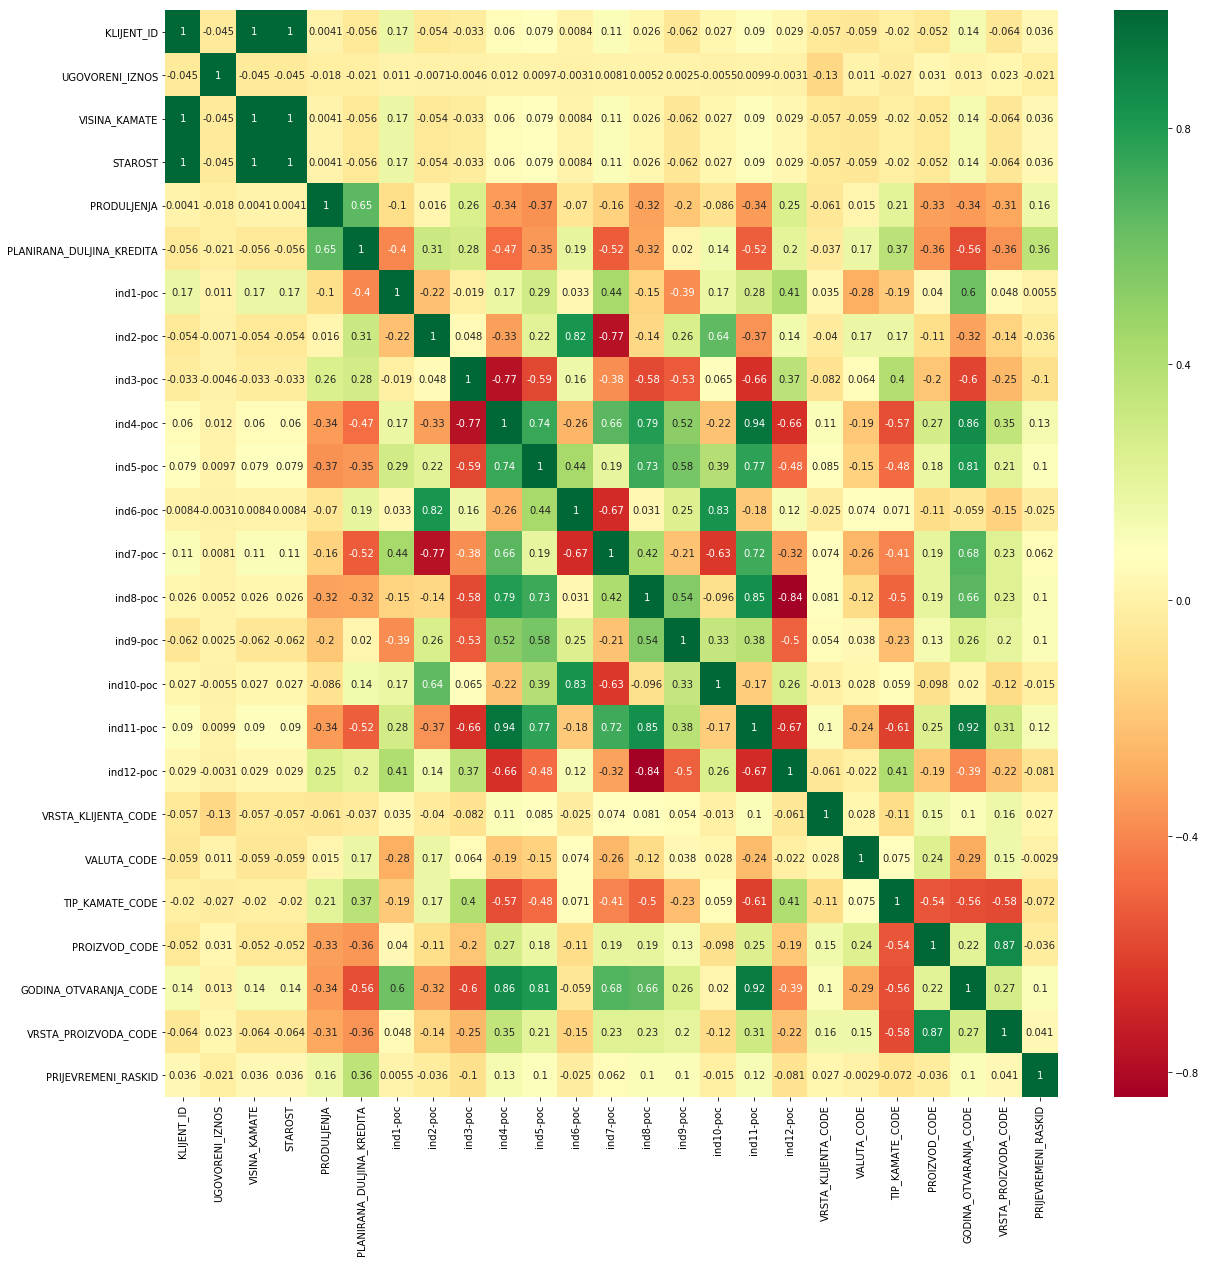 KLIJENT_ID 1 -0.045 1 1 0.0041 -0.056 0.17 -0.054 -0.033 0.06 0.079 0.0084 0.11 0.026 -0.062 0.027 0.09 0.029 -0.057 -0.059 -0.02 -0.052 0.14 -0.064 0.036
UGOVORENI_IZNOS -0.045 1 -0.045 -0.045 -0.018 -0.021 0.011 -0.0071 -0.0046 0.012 0.0097 -0.0031 0.0081 0.0052 0.0025 -0.0055 0.0099 -0.0031 -0.13 0.011 -0.027 0.031 0.013 0.023 -0.021
VISINA_KAMATE 1 -0.045 1 1 0.0041 -0.056 0.17 -0.054 -0.033 0.06 0.079 0.0084 0.11 0.026 -0.062 0.027 0.09 0.029 -0.057 -0.059 -0.02 -0.052 0.14 -0.064 0.036
STAROST 1 -0.045 1 1 0.0041 -0.056 0.17 -0.054 -0.033 0.06 0.079 0.0084 0.11 0.026 -0.062 0.027 0.09 0.029 -0.057 -0.059 -0.02 -0.052 0.14 -0.064 0.036
PRODULJENJA 0.0041 -0.018 0.0041 0.0041 1 0.65 -0.1 0.016 0.26 -0.34 -0.37 -0.07 -0.16 -0.32 -0.2 -0.086 -0.34 0.25 -0.061 0.015 0.21 -0.33 -0.34 -0.31 0.16
PLANIRANA_DULJINA_KREDITA -0.056 -0.021 -0.056 -0.056 0.65 1 -0.4 0.31 0.28 -0.47 -0.35 0.19 -0.52 -0.32 0.02 0.14 -0.52 0.2 -0.037 0.17 0.37 -0.36 -0.56 -0.36 0.36
ind1-poc 0.17 0.011 0.17 0.17 -0.1 -0.4 1 -0.22 -0.019 0.17 0.29 0.033 0.44 -0.15 -0.39 0.17 0.28 0.41 0.035 -0.28 -0.19 0.04 0.6 0.048 0.0055
ind2-poc -0.054 -0.0071 -0.054 -0.054 0.016 0.31 -0.22 1 0.048 -0.33 0.22 0.82 -0.77 -0.14 0.26 0.64 -0.37 0.14 -0.04 0.17 0.17 -0.11 -0.32 -0.14 -0.036
ind3-poc -0.033 -0.0046 -0.033 -0.033 0.26 0.28 -0.019 0.048 1 -0.77 -0.59 0.16 -0.38 -0.58 -0.53 0.065 -0.66 0.37 -0.082 0.064 0.4 -0.2 -0.6 -0.25 -0.1
ind4-poc 0.06 0.012 0.06 0.06 -0.34 -0.47 0.17 -0.33 -0.77 1 0.74 -0.26 0.66 0.79 0.52 -0.22 0.94 -0.66 0.11 -0.19 -0.57 0.27 0.86 0.35 0.13
ind5-poc 0.079 0.0097 0.079 0.079 -0.37 -0.35 0.29 0.22 -0.59 0.74 1 0.44 0.19 0.73 0.58 0.39 0.77 -0.48 0.085 -0.15 -0.48 0.18 0.81 0.21 0.1
ind6-poc 0.0084 -0.0031 0.0084 0.0084 -0.07 0.19 0.033 0.82 0.16 -0.26 0.44 1 -0.67 0.031 0.25 0.83 -0.18 0.12 -0.025 0.074 0.071 -0.11 -0.059 -0.15 -0.025
ind7-poc 0.11 0.0081 0.11 0.11 -0.16 -0.52 0.44 -0.77 -0.38 0.66 0.19 -0.67 1 0.42 -0.21 -0.63 0.72 -0.32 0.074 -0.26 -0.41 0.19 0.68 0.23 0.062
ind8-poc 0.026 0.0052 0.026 0.026 -0.32 -0.32 -0.15 -0.14 -0.58 0.79 0.73 0.031 0.42 1 0.54 -0.096 0.85 -0.84 0.081 -0.12 -0.5 0.19 0.66 0.23 0.1
ind9-poc -0.062 0.0025 -0.062 -0.062 -0.2 0.02 -0.39 0.26 -0.53 0.52 0.58 0.25 -0.21 0.54 1 0.33 0.38 -0.5 0.054 0.038 -0.23 0.13 0.26 0.2 0.1
ind10-poc 0.027 -0.0055 0.027 0.027 -0.086 0.14 0.17 0.64 0.065 -0.22 0.39 0.83 -0.63 -0.096 0.33 1 -0.17 0.26 -0.013 0.028 0.059 -0.098 0.02 -0.12 -0.015
ind11-poc 0.09 0.0099 0.09 0.09 -0.34 -0.52 0.28 -0.37 -0.66 0.94 0.77 -0.18 0.72 0.85 0.38 -0.17 1 -0.67 0.1 -0.24 -0.61 0.25 0.92 0.31 0.12
ind12-poc 0.029 -0.0031 0.029 0.029 0.25 0.2 0.41 0.14 0.37 -0.66 -0.48 0.12 -0.32 -0.84 -0.5 0.26 -0.67 1 -0.061 -0.022 0.41 -0.19 -0.39 -0.22 -0.081
VRSTA_KLIJENTA_CODE -0.057 -0.13 -0.057 -0.057 -0.061 -0.037 0.035 -0.04 -0.082 0.11 0.085 -0.025 0.074 0.081 0.054 -0.013 0.1 -0.061 1 0.028 -0.11 0.15 0.1 0.16 0.027
VALUTA_CODE -0.059 0.011 -0.059 -0.059 0.015 0.17 -0.28 0.17 0.064 -0.19 -0.15 0.074 -0.26 -0.12 0.038 0.028 -0.24 -0.022 0.028 1 0.075 0.24 -0.29 0.15 -0.0029
TIP_KAMATE_CODE -0.02 -0.027 -0.02 -0.02 0.21 0.37 -0.19 0.17 0.4 -0.57 -0.48 0.071 -0.41 -0.5 -0.23 0.059 -0.61 0.41 -0.11 0.075 1 -0.54 -0.56 -0.58 -0.072
PROIZVOD_CODE -0.052 0.031 -0.052 -0.052 -0.33 -0.36 0.04 -0.11 -0.2 0.27 0.18 -0.11 0.19 0.19 0.13 -0.098 0.25 -0.19 0.15 0.24 -0.54 1 0.22 0.87 -0.036
GODINA_OTVARANJA_CODE 0.14 0.013 0.14 0.14 -0.34 -0.56 0.6 -0.32 -0.6 0.86 0.81 -0.059 0.68 0.66 0.26 0.02 0.92 -0.39 0.1 -0.29 -0.56 0.22 1 0.27 0.1
VRSTA_PROIZVODA_CODE -0.064 0.023 -0.064 -0.064 -0.31 -0.36 0.048 -0.14 -0.25 0.35 0.21 -0.15 0.23 0.23 0.2 -0.12 0.31 -0.22 0.16 0.15 -0.58 0.87 0.27 1 0.041
PRIJEVREMENI_RASKID 0.036 -0.021 0.036 0.036 0.16 0.36 0.0055 -0.036 -0.1 0.13 0.1 -0.025 0.062 0.1 0.1 -0.015 0.12 -0.081 0.027 -0.0029 -0.072 -0.036 0.1 0.041 1
KLIJENT_ID
UGOVORENI_IZNOS
VISINA_KAMATE
STAROST
PRODULJENJA
PLANIRANA_DULJINA_KREDITA
ind1-poc
ind2-poc
ind3-poc
ind4-poc
ind5-poc
ind6-poc
ind7-poc
ind8-poc
ind9-poc
ind10-poc
ind11-poc
ind12-poc
VRSTA_KLIJENTA_CODE
VALUTA_CODE
TIP_KAMATE_CODE
PROIZVOD_CODE
GODINA_OTVARANJA_CODE
VRSTA_PROIZVODA_CODE
PRIJEVREMENI_RASKID
0.8
0.4
0.0
-0.4
-0.8